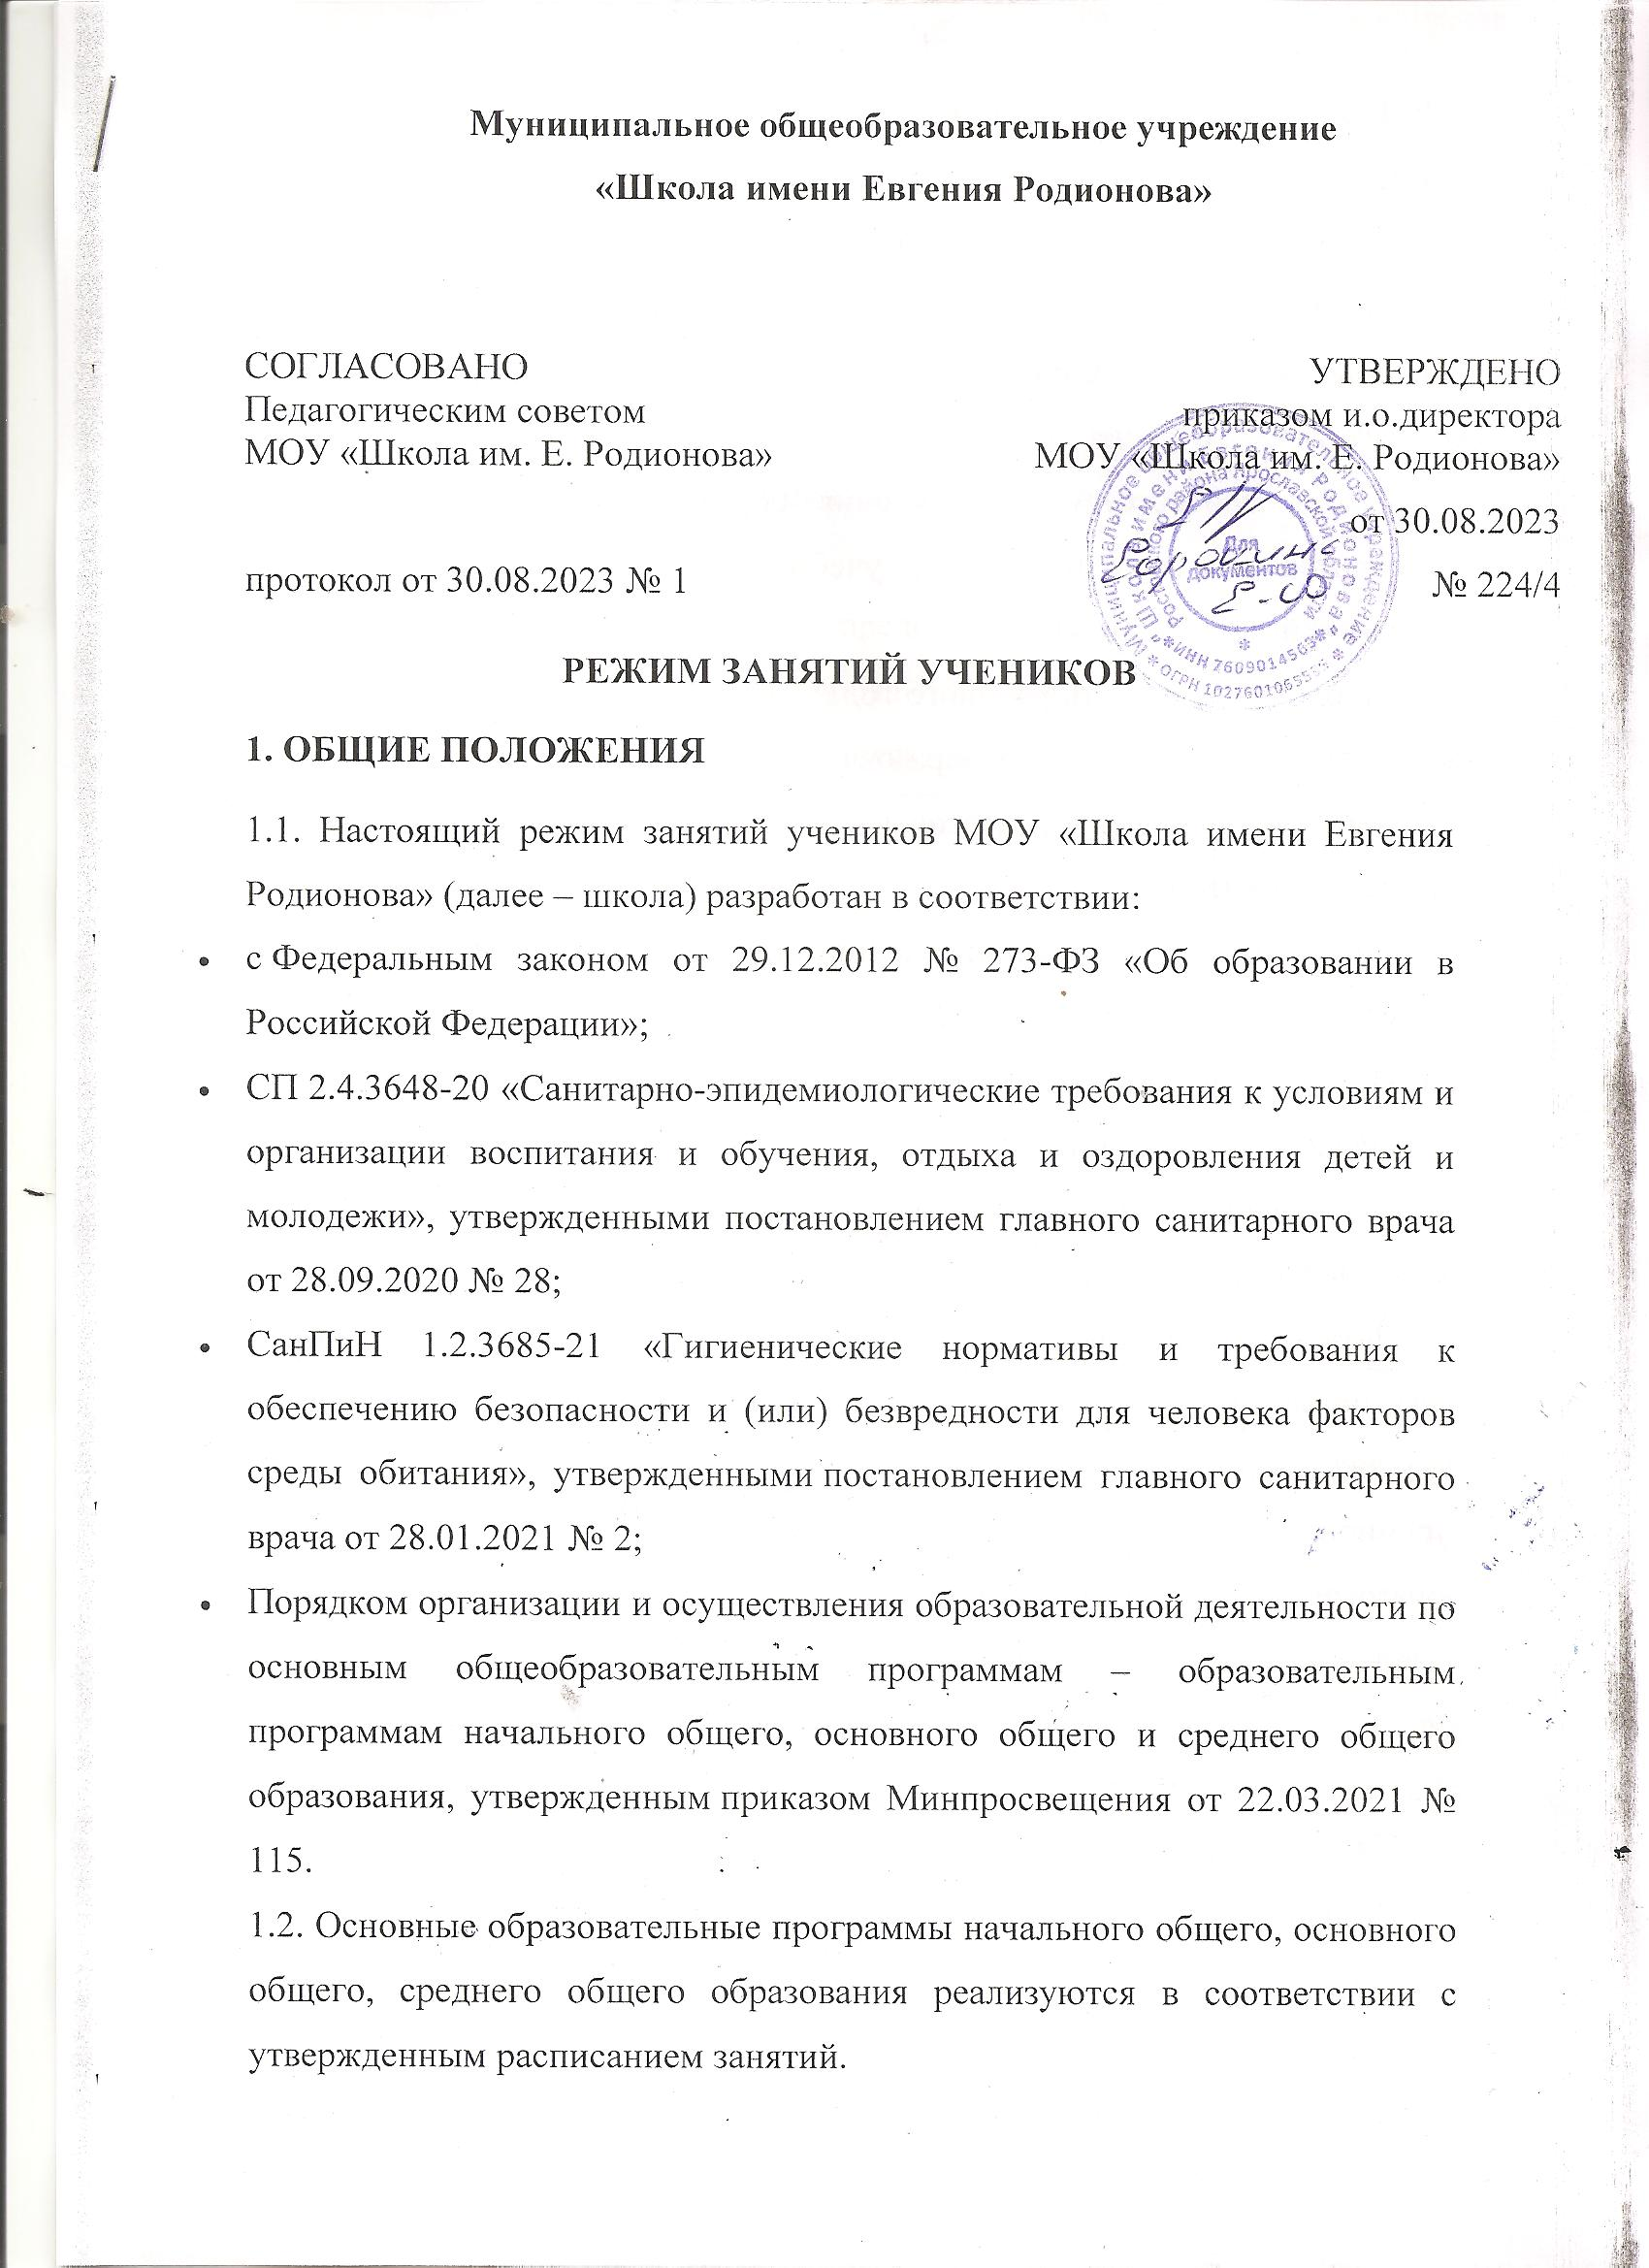 Муниципальное общеобразовательное учреждение
«Школа имени Евгения Родионова»
СОГЛАСОВАНО
Педагогическим советом
МОУ «Школа им. Е. Родионова»
протокол от 30.08.2023 № 1
УТВЕРЖДЕНО
приказом и.о.директора
МОУ «Школа им. Е. Родионова»
от 30.08.2023
№ 224/4
Для
документов
РЕЖИМ ЗАНЯТИЙ УЧЕНИКОВ
1. ОБЩИЕ ПОЛОЖЕНИЯ
1.1. Настоящий режим занятий учеников МОУ «Школа имени Евгения
Родионова» (далее – школа) разработан в соответствии:
• с Федеральным законом от 29.12.2012 № 273-ФЗ «Об образовании в
Российской Федерации»;
• СП 2.4.3648-20 «Санитарно-эпидемиологические требования к условиям и
организации воспитания и обучения, отдыха и оздоровления детей и
молодежи», утвержденными постановлением главного санитарного врача
от 28.09.2020 № 28;
• СанПиН 1.2.3685-21 «Гигиенические нормативы и требования к
обеспечению безопасности и (или) безвредности для человека факторов
среды обитания», утвержденными постановлением главного санитарного
врача от 28.01.2021 № 2;
• Порядком организации и осуществления образовательной деятельности по
основным общеобразовательным программам – образовательным
программам начального общего, основного общего и среднего общего
образования, утвержденным приказом Минпросвещения от 22.03.2021 №
115.
1.2. Основные образовательные программы начального общего, основного
общего, среднего общего образования реализуются в соответствии с
утвержденным расписанием занятий.